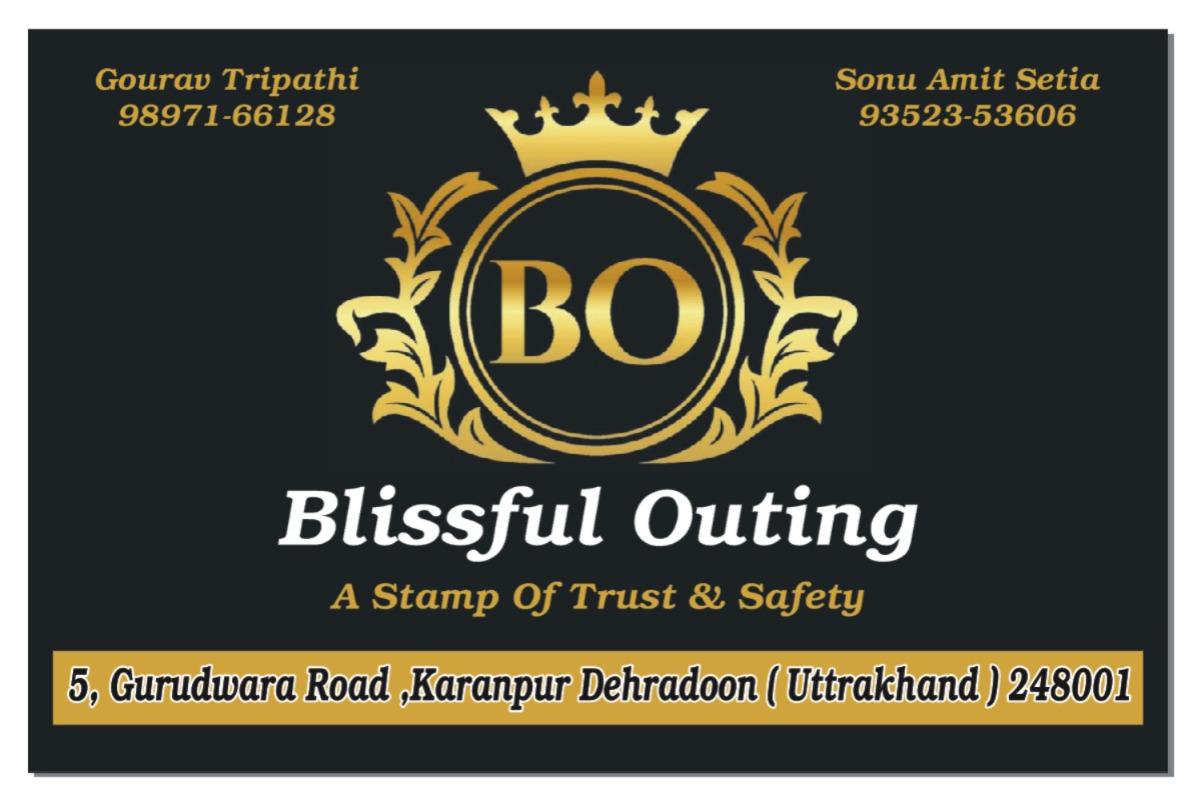 Gourav Tripathi
98971-66128
Sonu Amit Setia
93523-53606
BO
Blissful Outing
A Stamp Of Trust & Safety
5, Gurudwara Road ,Karanpur Dehradoon ( Uttrakhand ) 248001